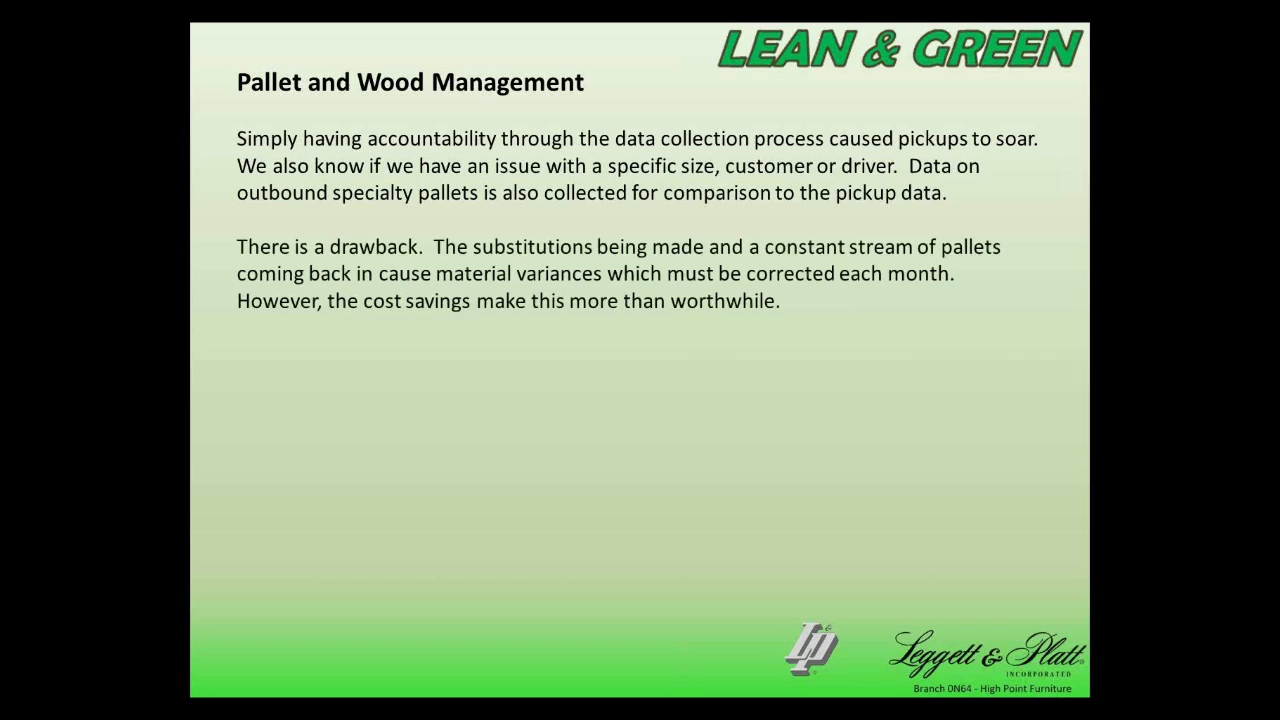 LEAN & GREEN
Pallet and Wood Management
Simply having accountability through the data collection process caused pickups to soar.
We also know if we have an issue with a specific size, customer or driver.  Data on
outbound specialty pallets is also collected for comparison to the pickup data.
There is a drawback.  The substitutions being made and a constant stream of pallets
coming back in cause material variances which must be corrected each month.
However, the cost savings make this more than worthwhile.
L&P
Leggett & Platt
INCORPORATED
Branch 0N64 - High Point Furniture